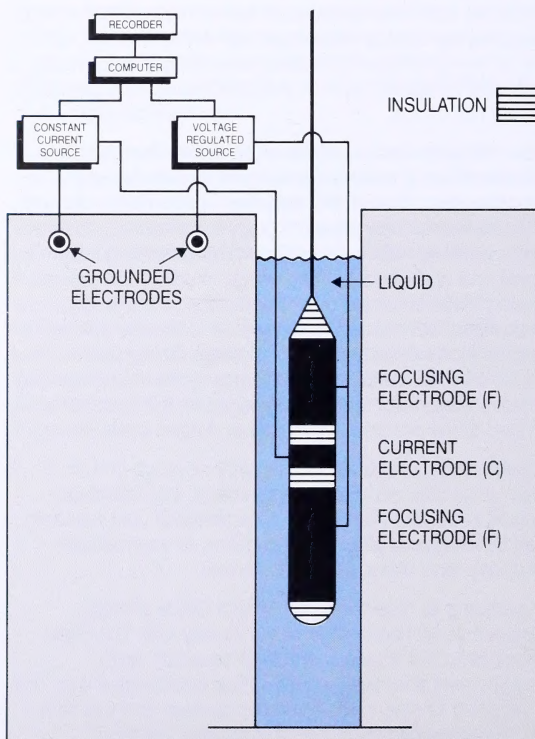 RECORDER
COMPUTER
CONSTANT
CURRENT
SOURCE
VOLTAGE
REGULATED
SOURCE
INSULATION
GROUNDED
ELECTRODES
LIQUID
FOCUSING
ELECTRODE (F)
CURRENT
ELECTRODE (C)
FOCUSING
ELECTRODE (F)